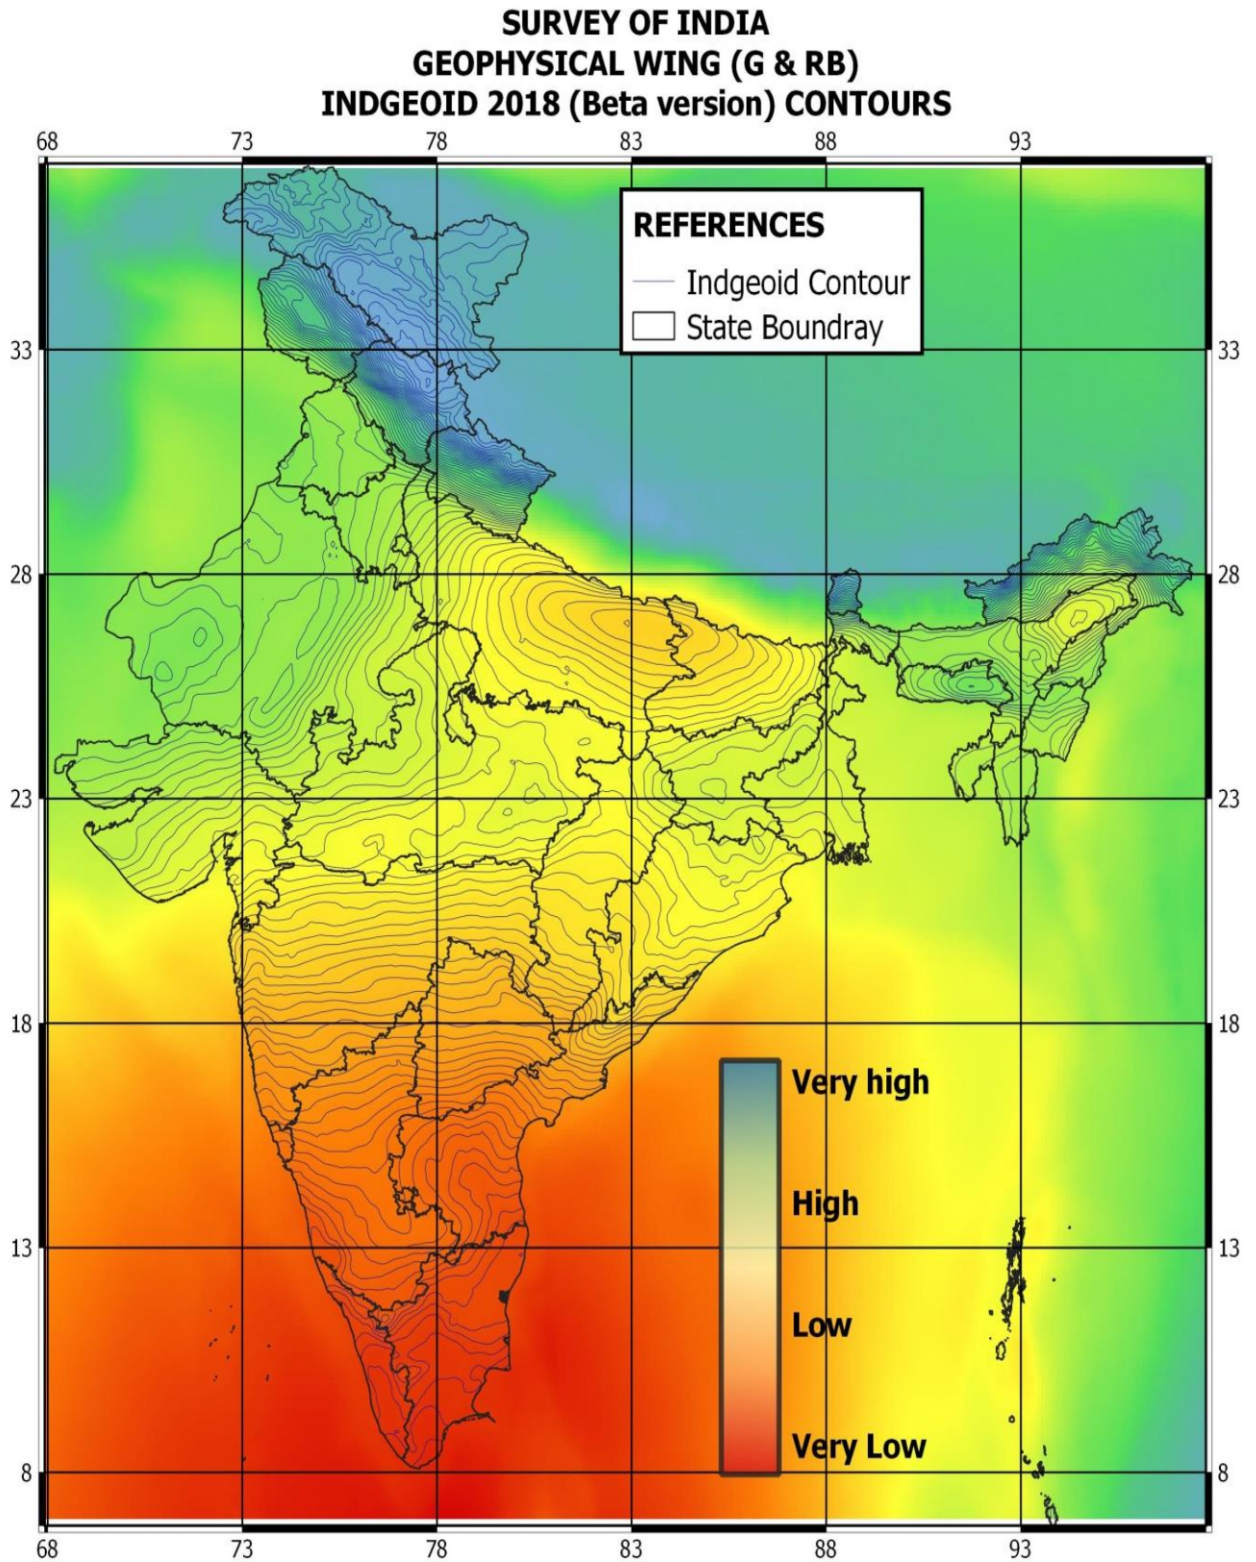 SURVEY OF INDIA
GEOPHYSICAL WING (G & RB)
INDGEOID 2018 (Beta version) CONTOURS
68 73 78 83 88 93
REFERENCES
Indgeoid Contour
State Boundray
33 33
28 28
23 23
18 18
Very high
High
13 13
Low
Very Low
8 8
68 73 78 83 88 93